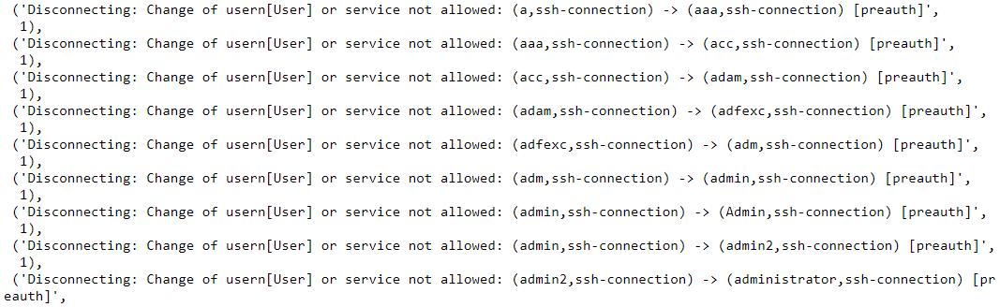 ('Disconnecting: Change of usern[User] or service not allowed: (a,ssh-connection) -> (aaa,ssh-connection) [preauth]',
1),
('Disconnecting: Change of usern[User] or service not allowed: (aaa,ssh-connection) -> (acc,ssh-connection) [preauth]',
1),
('Disconnecting: Change of usern[User] or service not allowed: (acc,ssh-connection) -> (adam,ssh-connection) [preauth]',
1),
('Disconnecting: Change of usern[User] or service not allowed: (adam,ssh-connection) -> (adfexc,ssh-connection) [preauth]',
1),
('Disconnecting: Change of usern[User] or service not allowed: (adfexc,ssh-connection) -> (adm,ssh-connection) [preauth]',
1),
('Disconnecting: Change of usern[User] or service not allowed: (adm,ssh-connection) -> (admin,ssh-connection) [preauth]',
1),
('Disconnecting: Change of usern[User] or service not allowed: (admin,ssh-connection) -> (Admin,ssh-connection) [preauth]',
1),
('Disconnecting: Change of usern[User] or service not allowed: (admin,ssh-connection) -> (admin2,ssh-connection) [preauth]',
1),
('Disconnecting: Change of usern[User] or service not allowed: (admin2,ssh-connection) -> (administrator,ssh-connection) [pr
eauth]',